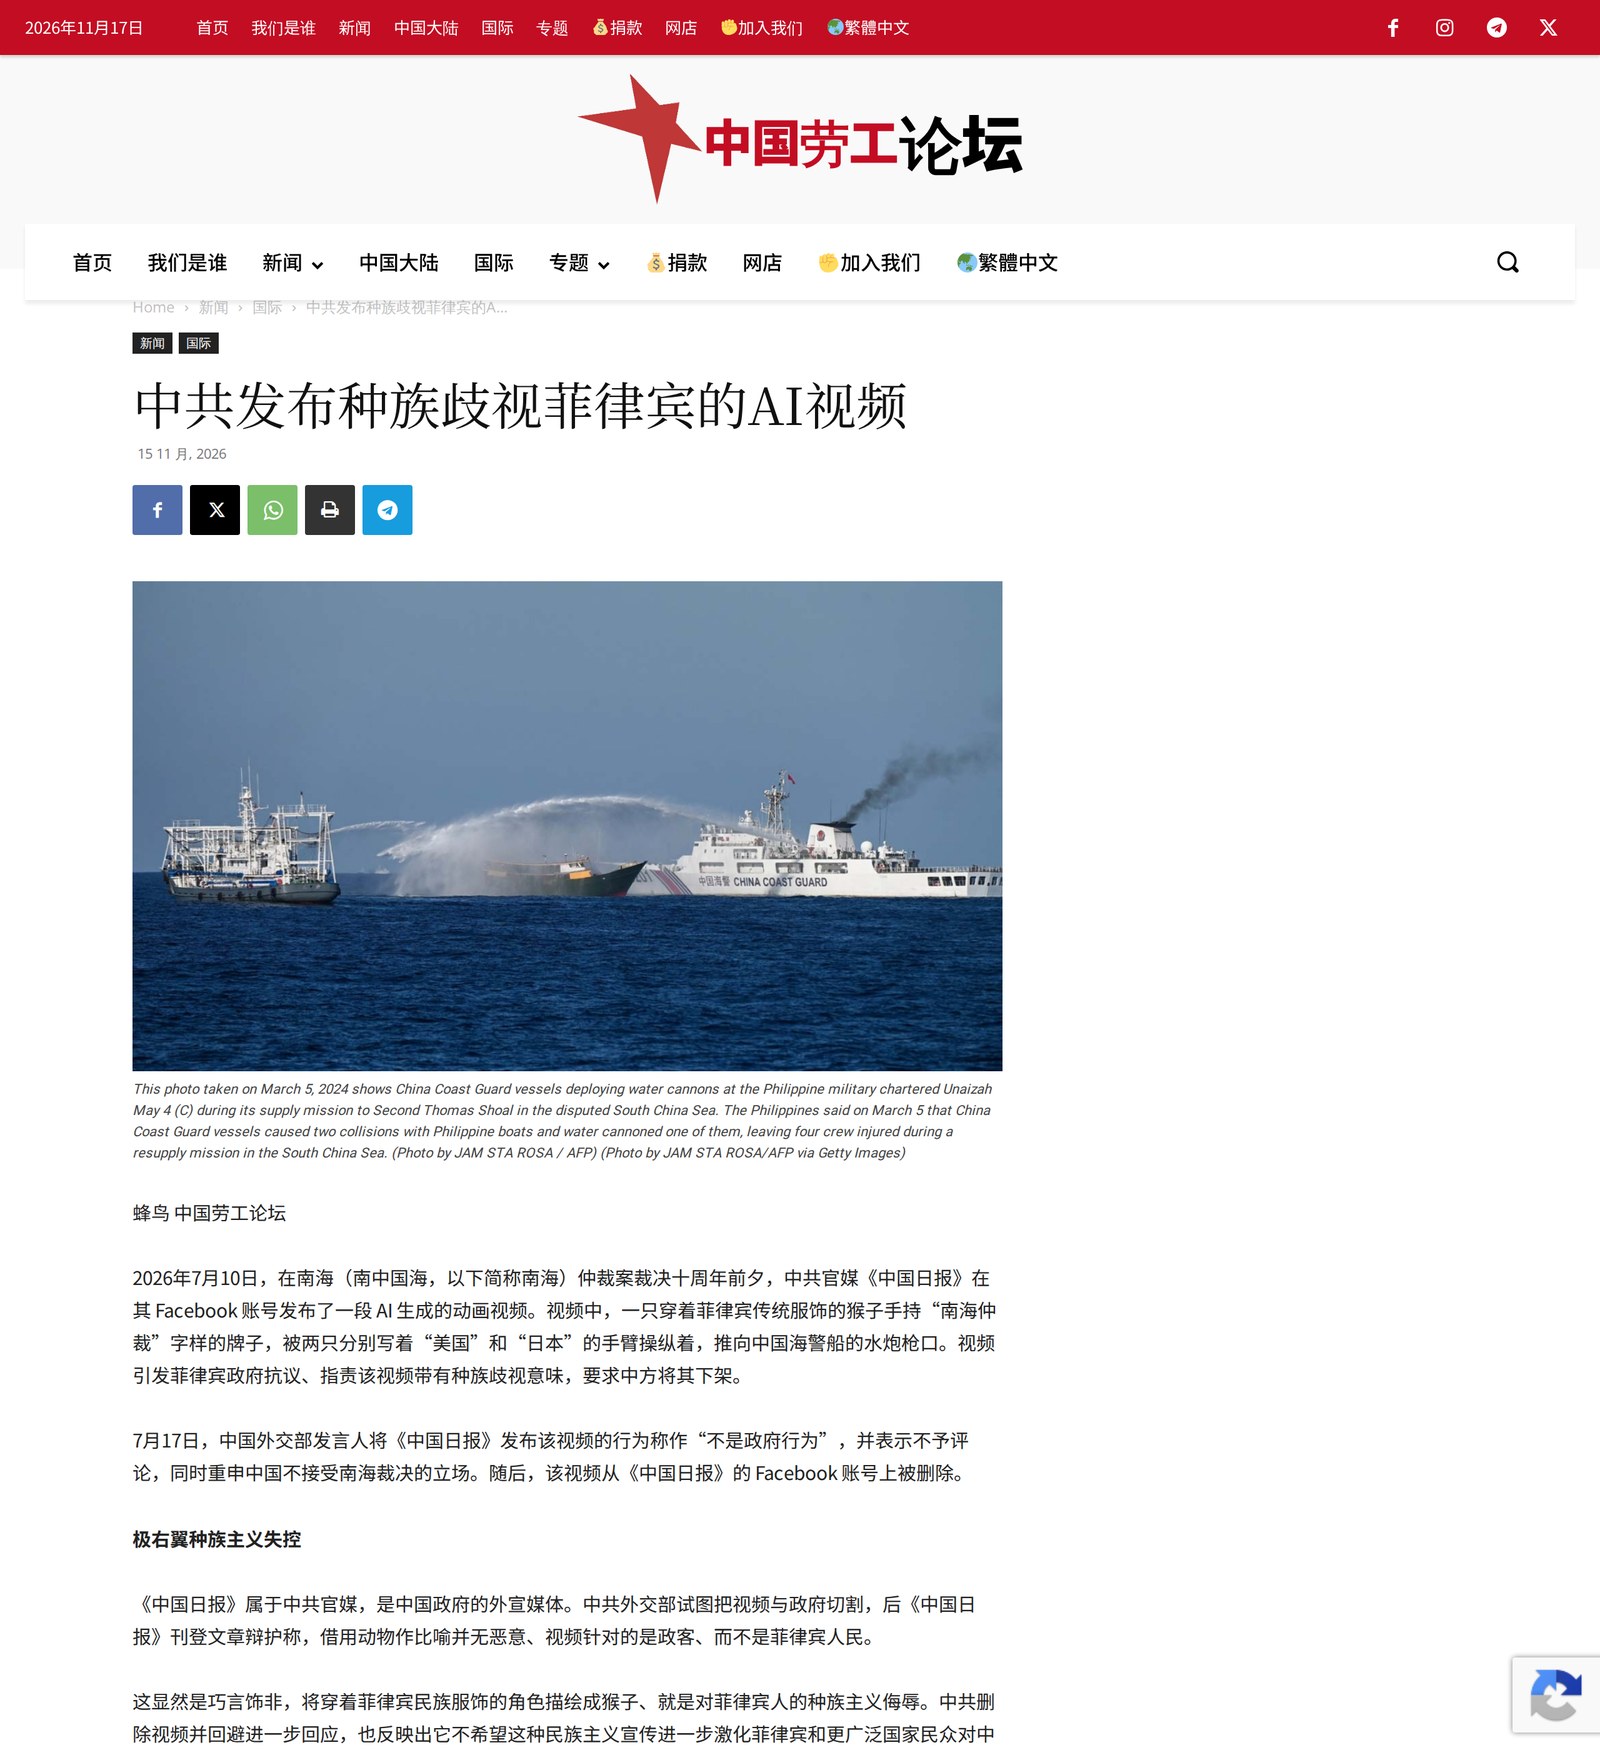 2026年11月17日 首页 我们是谁 新闻 中国大陆 国际 专题 💰捐款 网店 ✊加入我们 🌏繁體中文
中国劳工论坛
首页 我们是谁 新闻 中国大陆 国际 专题 💰捐款 网店 ✊加入我们 🌏繁體中文
Home › 新闻 › 国际 › 中共发布种族歧视菲律宾的A...
新闻 国际
中共发布种族歧视菲律宾的AI视频
15 11 月, 2026
中国海警 CHINA COAST GUARD
This photo taken on March 5, 2024 shows China Coast Guard vessels deploying water cannons at the Philippine military chartered Unaizah
May 4 (C) during its supply mission to Second Thomas Shoal in the disputed South China Sea. The Philippines said on March 5 that China
Coast Guard vessels caused two collisions with Philippine boats and water cannoned one of them, leaving four crew injured during a
resupply mission in the South China Sea. (Photo by JAM STA ROSA / AFP) (Photo by JAM STA ROSA/AFP via Getty Images)
蜂鸟 中国劳工论坛
2026年7月10日，在南海（南中国海，以下简称南海）仲裁案裁决十周年前夕，中共官媒《中国日报》在
其 Facebook 账号发布了一段 AI 生成的动画视频。视频中，一只穿着菲律宾传统服饰的猴子手持“南海仲
裁”字样的牌子，被两只分别写着“美国”和“日本”的手臂操纵着，推向中国海警船的水炮枪口。视频
引发菲律宾政府抗议、指责该视频带有种族歧视意味，要求中方将其下架。
7月17日，中国外交部发言人将《中国日报》发布该视频的行为称作“不是政府行为”，并表示不予评
论，同时重申中国不接受南海裁决的立场。随后，该视频从《中国日报》的 Facebook 账号上被删除。
极右翼种族主义失控
《中国日报》属于中共官媒，是中国政府的外宣媒体。中共外交部试图把视频与政府切割，后《中国日
报》刊登文章辩护称，借用动物作比喻并无恶意、视频针对的是政客、而不是菲律宾人民。
这显然是巧言饰非，将穿着菲律宾民族服饰的角色描绘成猴子、就是对菲律宾人的种族主义侮辱。中共删
除视频并回避进一步回应，也反映出它不希望这种民族主义宣传进一步激化菲律宾和更广泛国家民众对中